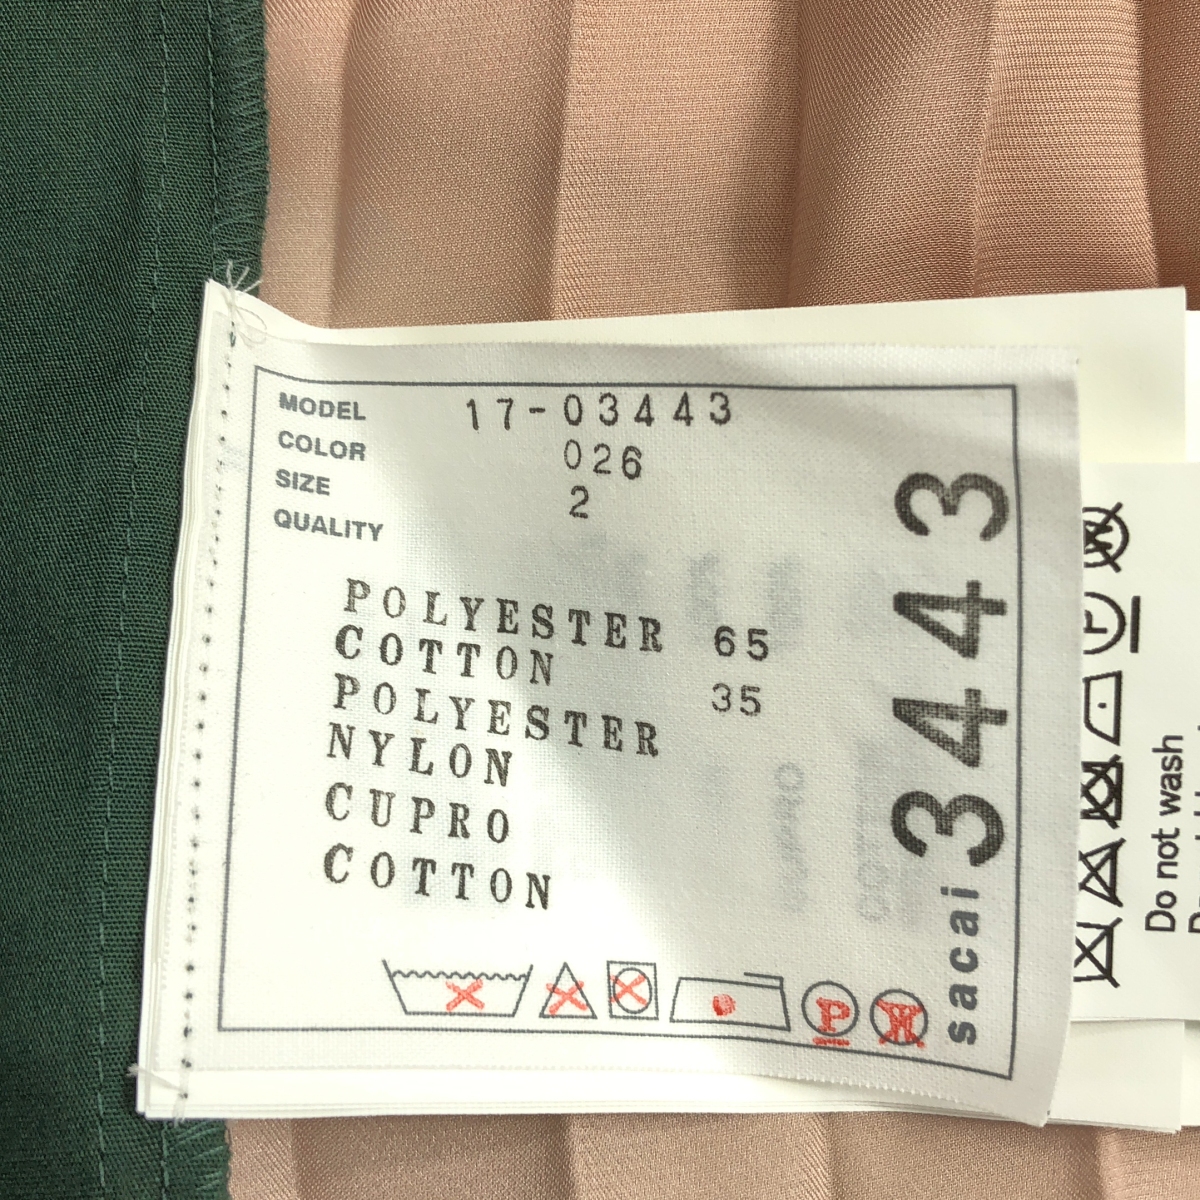 MODEL 17-03443
COLOR 026
SIZE 2
QUALITY
POLYESTER 65
COTTON 35
POLYESTER
NYLON
CUPRO
COTTON
P
W
sacai 3443
W
P
Do not wash